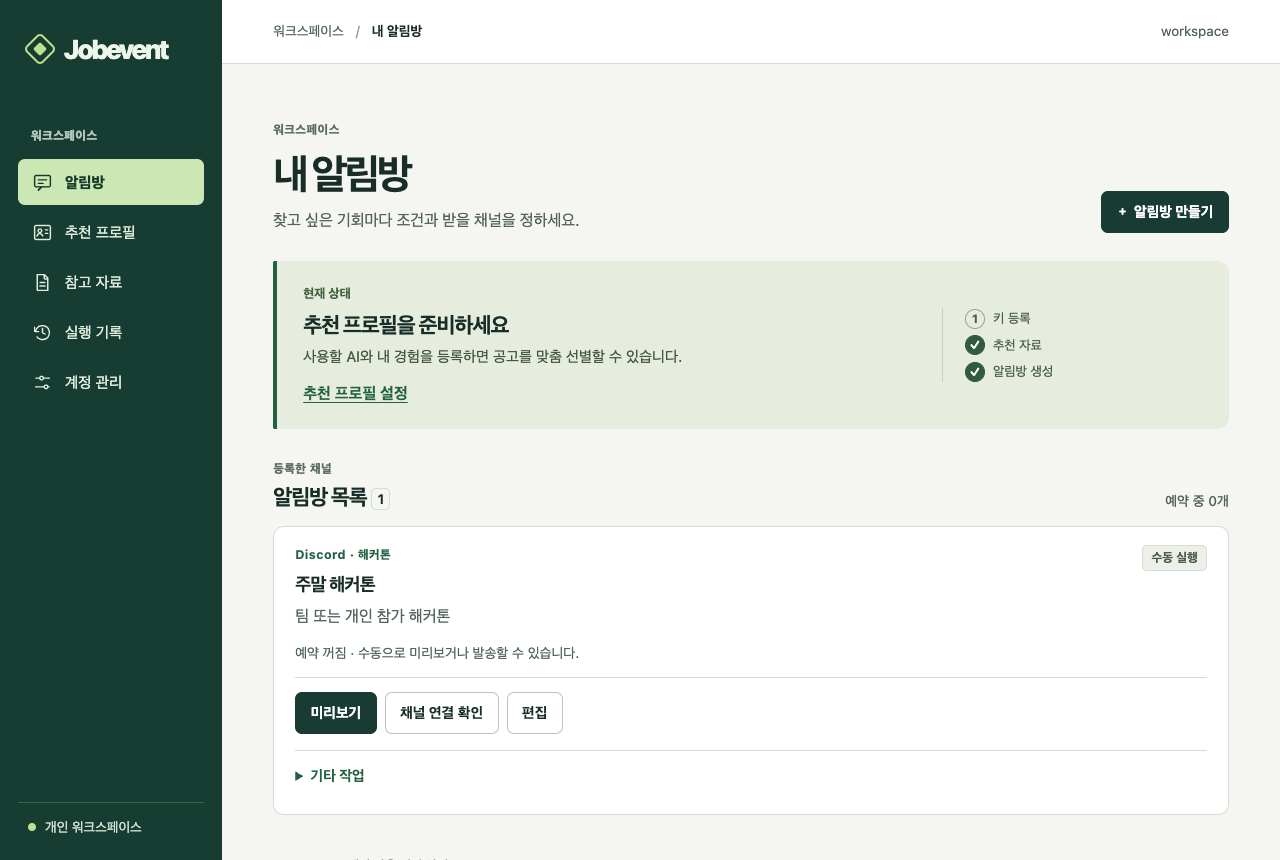 Jobevent
워크스페이스
알림방
추천 프로필
참고 자료
실행 기록
계정 관리
개인 워크스페이스
워크스페이스 / 내 알림방
workspace
워크스페이스
내 알림방
찾고 싶은 기회마다 조건과 받을 채널을 정하세요.
+ 알림방 만들기
현재 상태
추천 프로필을 준비하세요
사용할 AI와 내 경험을 등록하면 공고를 맞춤 선별할 수 있습니다.
추천 프로필 설정
1 키 등록
추천 자료
알림방 생성
등록한 채널
알림방 목록 1
예약 중 0개
Discord · 해커톤
수동 실행
주말 해커톤
팀 또는 개인 참가 해커톤
예약 꺼짐 · 수동으로 미리보거나 발송할 수 있습니다.
미리보기
채널 연결 확인
편집
기타 작업